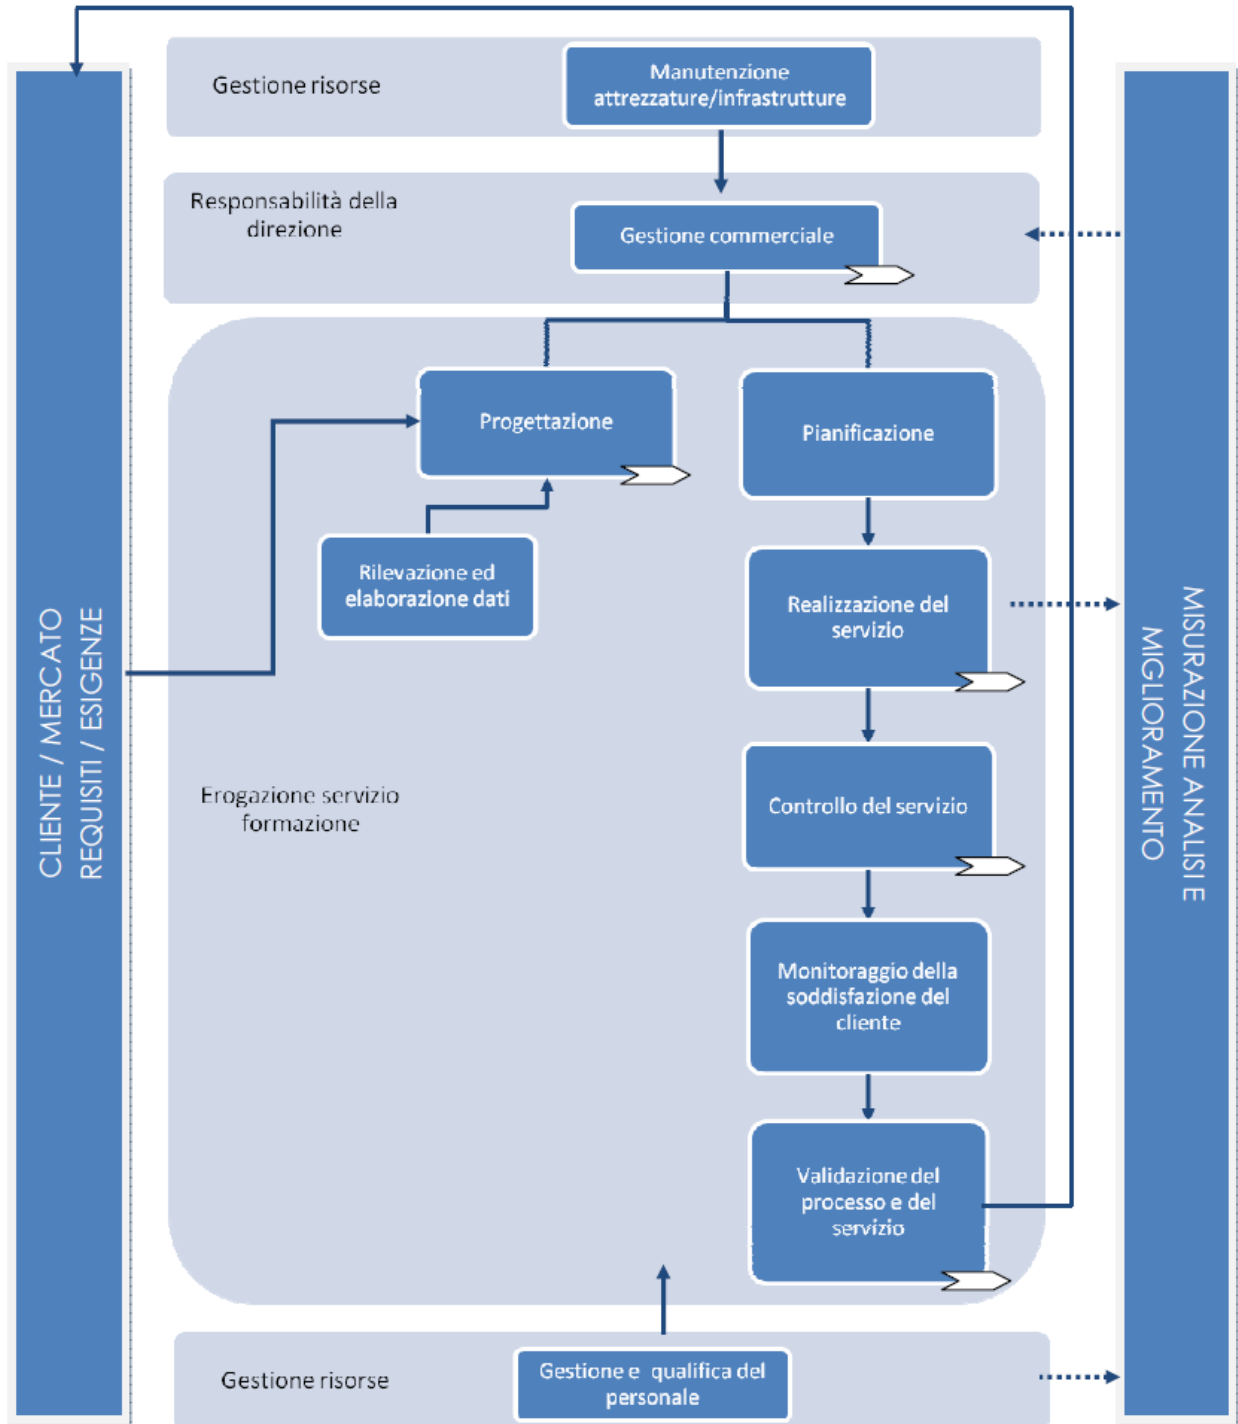 Gestione risorse
Manutenzione
attrezzature/infrastrutture
Responsabilità della
direzione
Gestione commerciale
Progettazione
Pianificazione
Rilevazione ed
elaborazione dati
Realizzazione del
servizio
CLIENTE / MERCATO
REQUISITI / ESIGENZE
MISURAZIONE ANALISI E
MIGLIORAMENTO
Erogazione servizio
formazione
Controllo del servizio
Monitoraggio della
soddisfazione del
cliente
Validazione del
processo e del
servizio
Gestione risorse
Gestione e qualifica del
personale